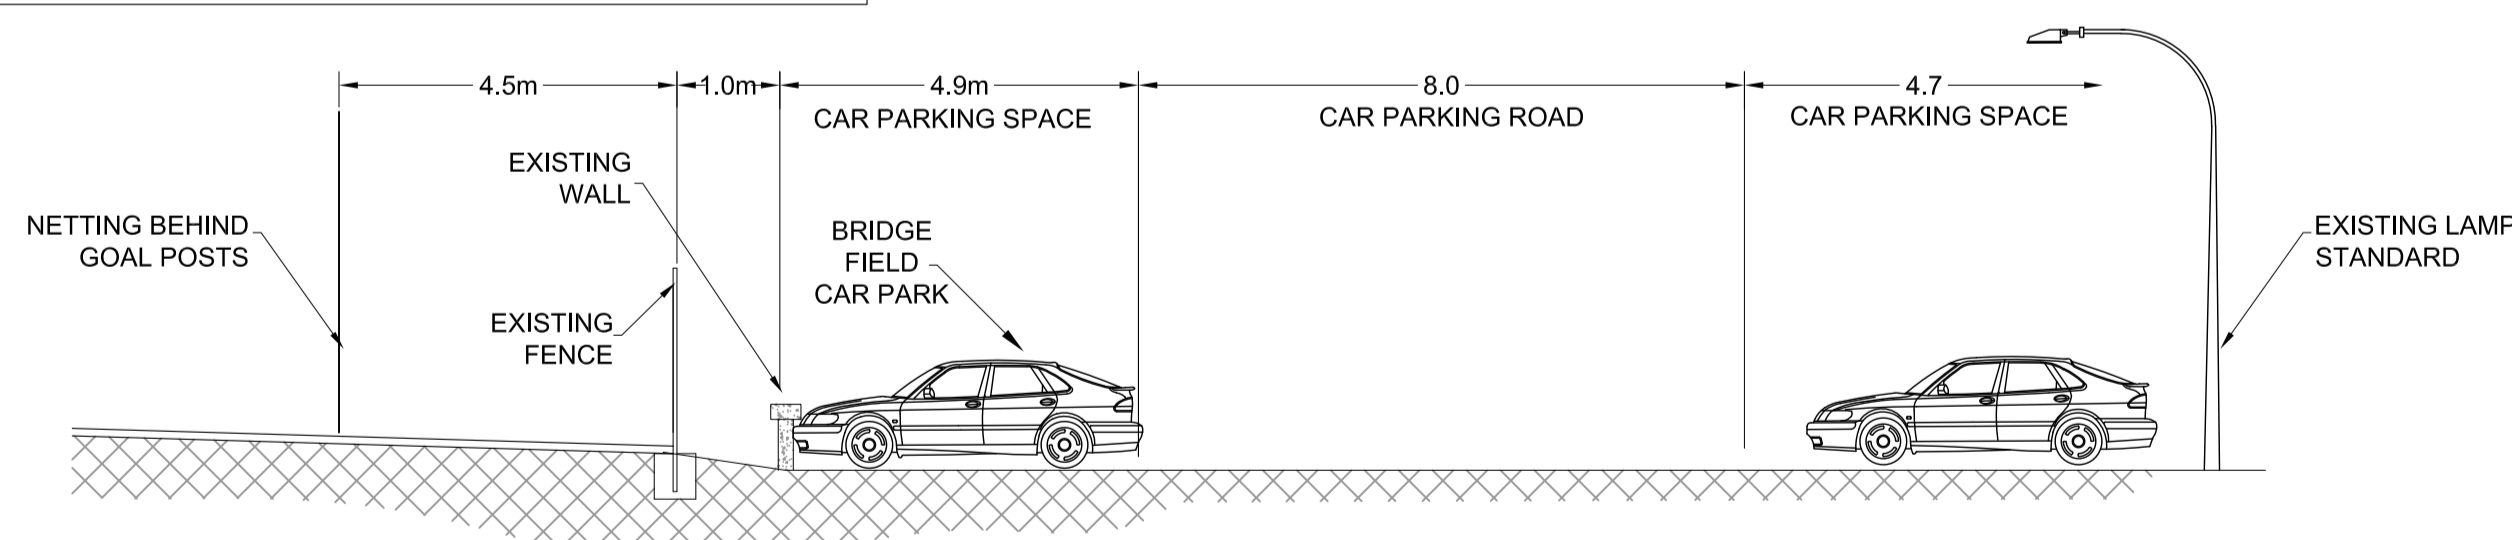 4.5m
1.0m
4.9m
8.0
4.7
CAR PARKING SPACE
CAR PARKING ROAD
CAR PARKING SPACE
EXISTING
WALL
NETTING BEHIND
GOAL POSTS
BRIDGE
FIELD
CAR PARK
EXISTING LAMP
STANDARD
EXISTING
FENCE